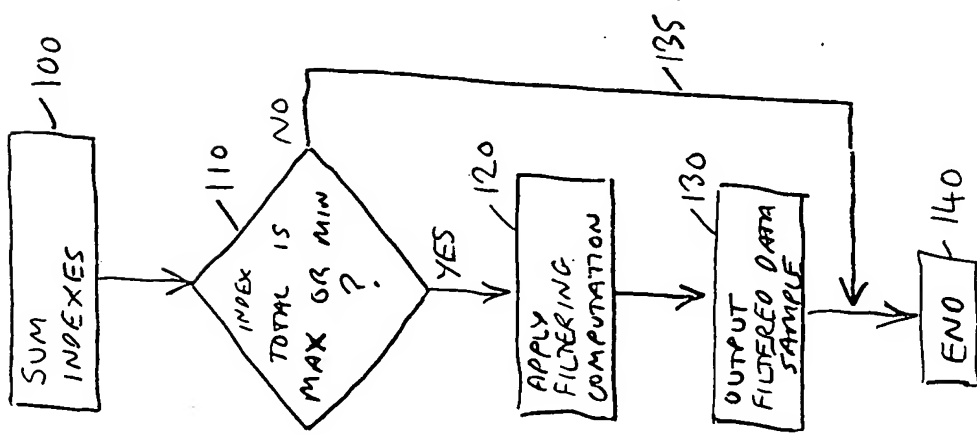 SUM
INDEXES
100
INDEX
TOTAL IS
MAX OR MIN
?
110
NO
135
YES
APPLY
FILTERING
COMPUTATION
120
OUTPUT
FILTERED DATA
SAMPLE
130
END
140